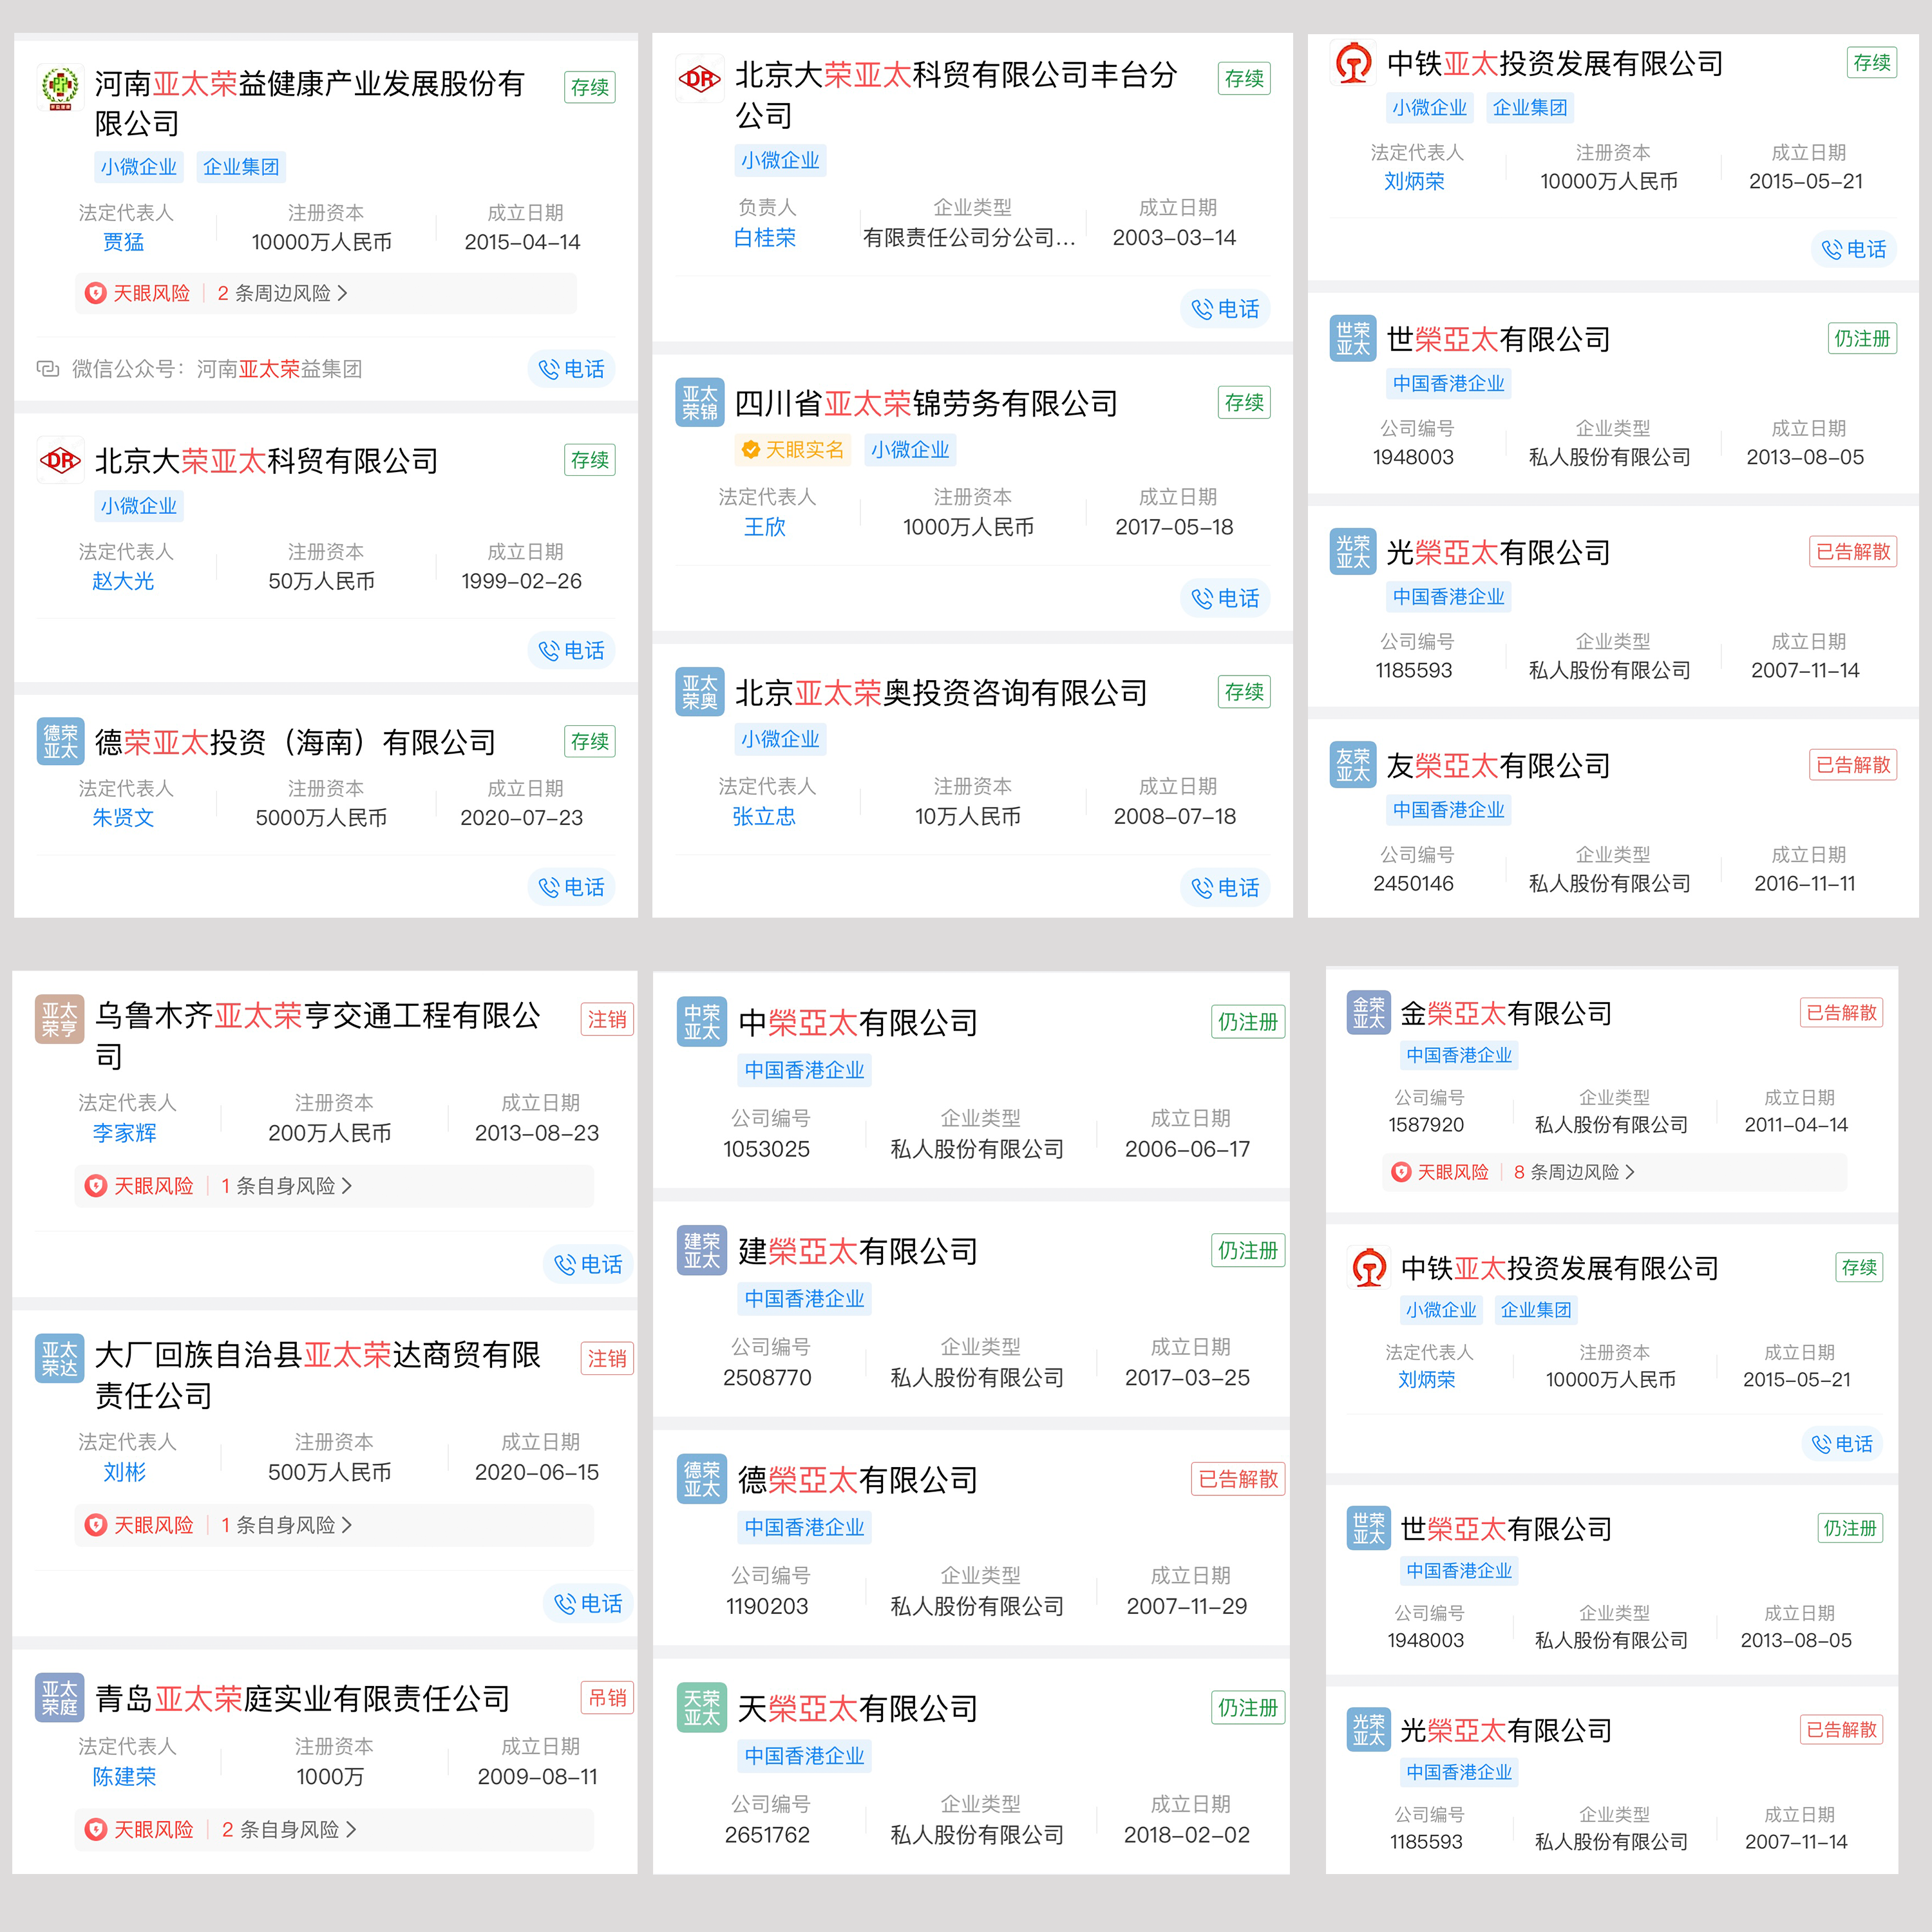 河南亚太荣益健康产业发展股份有
限公司
存续
小微企业 企业集团
法定代表人 注册资本 成立日期
贾猛 10000万人民币 2015-04-14
天眼风险 2 条周边风险
微信公众号：河南亚太荣益集团 电话
DR
北京大荣亚太科贸有限公司 存续
小微企业
法定代表人 注册资本 成立日期
赵大光 50万人民币 1999-02-26
电话
德荣
亚太
德荣亚太投资（海南）有限公司 存续
法定代表人 注册资本 成立日期
朱贤文 5000万人民币 2020-07-23
电话
DR
北京大荣亚太科贸有限公司丰台分
公司
存续
小微企业
负责人 企业类型 成立日期
白桂荣 有限责任公司分公司... 2003-03-14
电话
亚太
荣锦
四川省亚太荣锦劳务有限公司 存续
天眼实名 小微企业
法定代表人 注册资本 成立日期
王欣 1000万人民币 2017-05-18
电话
亚太
荣奥
北京亚太荣奥投资咨询有限公司 存续
小微企业
法定代表人 注册资本 成立日期
张立忠 10万人民币 2008-07-18
电话
中铁亚太投资发展有限公司 存续
小微企业 企业集团
法定代表人 注册资本 成立日期
刘炳荣 10000万人民币 2015-05-21
电话
世荣
亚太
世榮亞太有限公司 仍注册
中国香港企业
公司编号 企业类型 成立日期
1948003 私人股份有限公司 2013-08-05
光荣
亚太
光榮亞太有限公司 已告解散
中国香港企业
公司编号 企业类型 成立日期
1185593 私人股份有限公司 2007-11-14
友荣
亚太
友榮亞太有限公司 已告解散
中国香港企业
公司编号 企业类型 成立日期
2450146 私人股份有限公司 2016-11-11
亚太
荣亨
乌鲁木齐亚太荣亨交通工程有限公
司
注销
法定代表人 注册资本 成立日期
李家辉 200万人民币 2013-08-23
天眼风险 1 条自身风险
电话
亚太
荣达
大厂回族自治县亚太荣达商贸有限
责任公司
注销
法定代表人 注册资本 成立日期
刘彬 500万人民币 2020-06-15
天眼风险 1 条自身风险
电话
亚太
荣庭
青岛亚太荣庭实业有限责任公司 吊销
法定代表人 注册资本 成立日期
陈建荣 1000万 2009-08-11
天眼风险 2 条自身风险
中荣
亚太
中榮亞太有限公司 仍注册
中国香港企业
公司编号 企业类型 成立日期
1053025 私人股份有限公司 2006-06-17
建荣
亚太
建榮亞太有限公司 仍注册
中国香港企业
公司编号 企业类型 成立日期
2508770 私人股份有限公司 2017-03-25
德荣
亚太
德榮亞太有限公司 已告解散
中国香港企业
公司编号 企业类型 成立日期
1190203 私人股份有限公司 2007-11-29
天荣
亚太
天榮亞太有限公司 仍注册
中国香港企业
公司编号 企业类型 成立日期
2651762 私人股份有限公司 2018-02-02
金荣
亚太
金榮亞太有限公司 已告解散
中国香港企业
公司编号 企业类型 成立日期
1587920 私人股份有限公司 2011-04-14
天眼风险 8 条周边风险
中铁亚太投资发展有限公司 存续
小微企业 企业集团
法定代表人 注册资本 成立日期
刘炳荣 10000万人民币 2015-05-21
电话
世荣
亚太
世榮亞太有限公司 仍注册
中国香港企业
公司编号 企业类型 成立日期
1948003 私人股份有限公司 2013-08-05
光荣
亚太
光榮亞太有限公司 已告解散
中国香港企业
公司编号 企业类型 成立日期
1185593 私人股份有限公司 2007-11-14